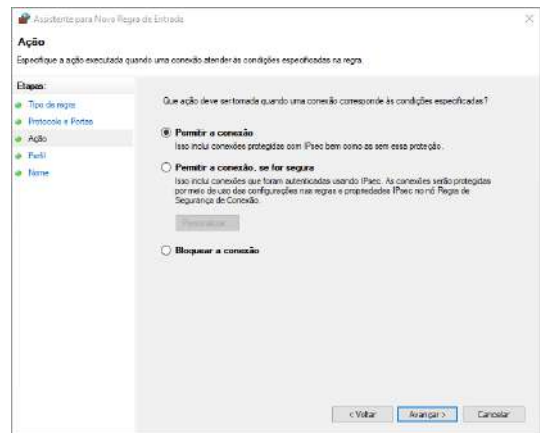 Assistente para Nova Regra de Entrada
Ação
Especifique a ação executada quando uma conexão atender às condições especificadas na regra.
Etapas:
Tipo de regra
Protocolo e Portas
Ação
Perfil
Nome
Que ação deve ser tomada quando uma conexão corresponde às condições especificadas?
Permitir a conexão
Isso inclui conexões protegidas com IPsec bem como as sem essa proteção.
Permitir a conexão, se for segura
Isso inclui conexões que foram autenticadas usando IPsec. As conexões serão protegidas
por meio do uso das configurações nas regras e propriedades IPsec no nó Regra de
Segurança de Conexão.
Personalizar...
Bloquear a conexão
< Voltar
Avançar >
Cancelar